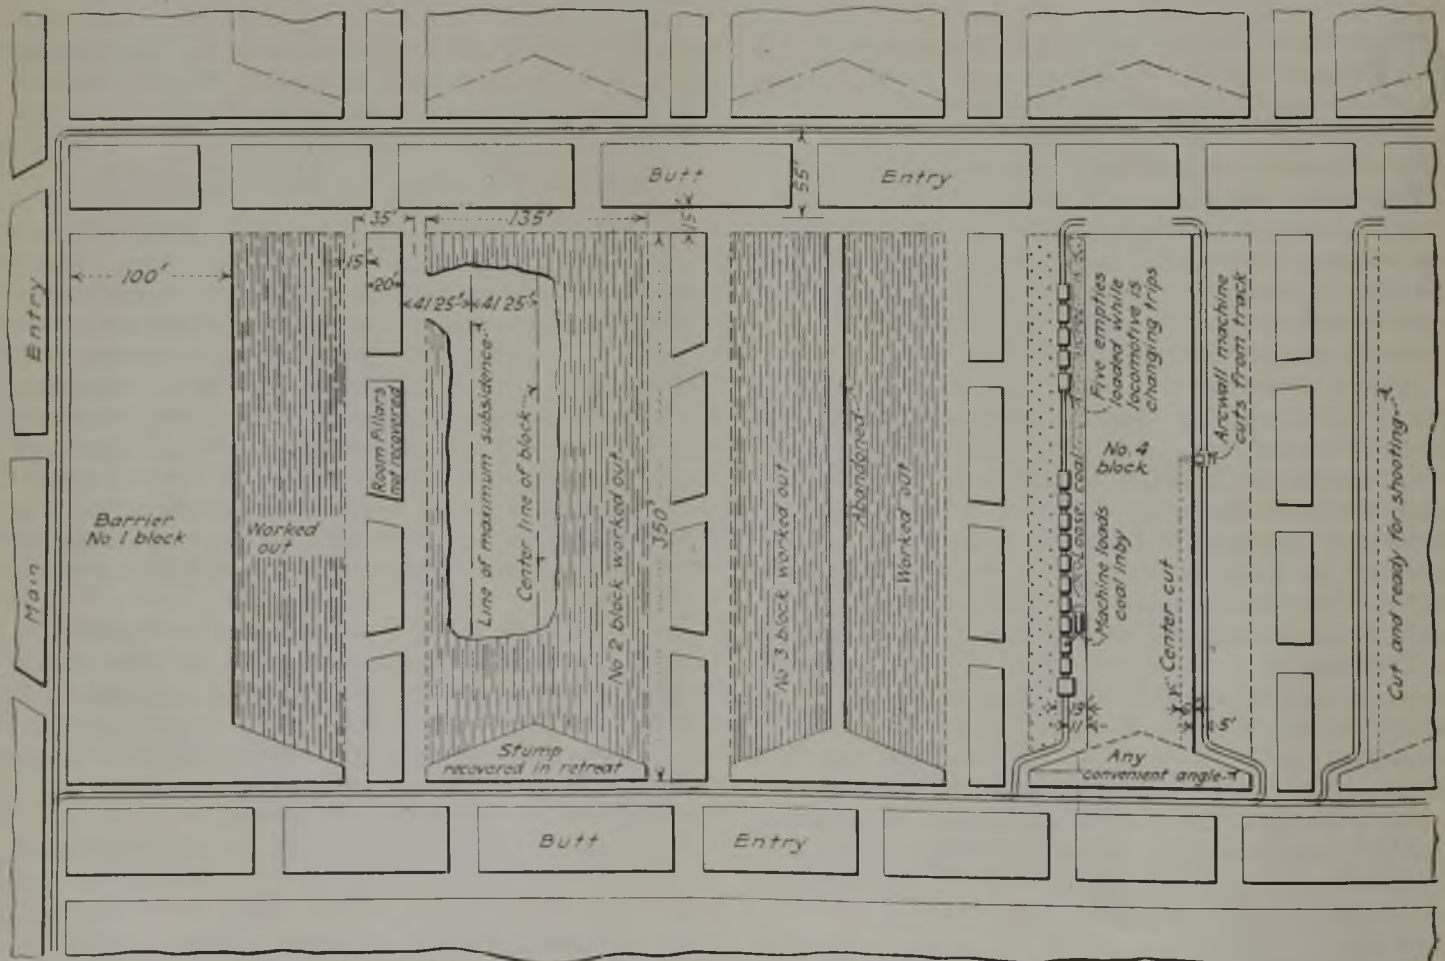 Butt
Entry
55'
35'
135'
15'
100'
15'
20'
41.25'
41.25'
Entry
Main
Room Pillars
not recovered
Line of maximum subsidence
Center line of block
No 2 block worked out
350'
Barrier
No 1 block
Worked
out
Stump
recovered in retreat
No 3 block worked out
Abandoned
Worked out
Five empties
loaded while
locomotive is
changing trips
Arcwall machine
cuts from track
No. 4
block
Loose coal
Machine loads
coal inby
Center cut
5'
Any
convenient angle
Cut and ready for shooting
Butt
Entry